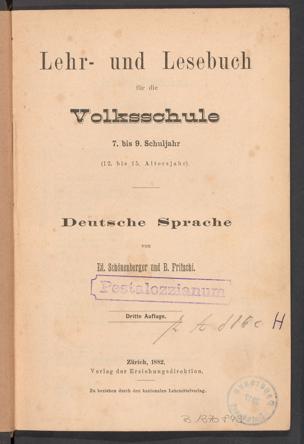 Lehr- und Lesebuch
für die
Volksschule
7. bis 9. Schuljahr
(12. bis 15. Altersjahr).
Deutsche Sprache
von
Ed. Schönenberger und B. Fritschi.
Pestalozzianum
Dritte Auflage.
H
Zürich, 1882.
Verlag der Erziehungsdirektion.
Zu beziehen durch den kantonalen Lehrmittelverlag.